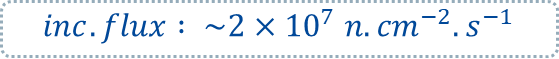 inc. flux : ~2 × 10⁷ n. cm⁻². s⁻¹